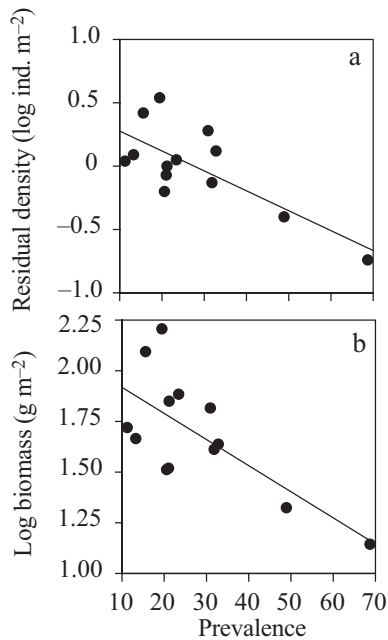 Residual density (log ind. m⁻²)
1.0
0.5
0
–0.5
–1.0
a
Log biomass (g m⁻²)
2.25
2.00
1.75
1.50
1.25
1.00
b
10 20 30 40 50 60 70
Prevalence